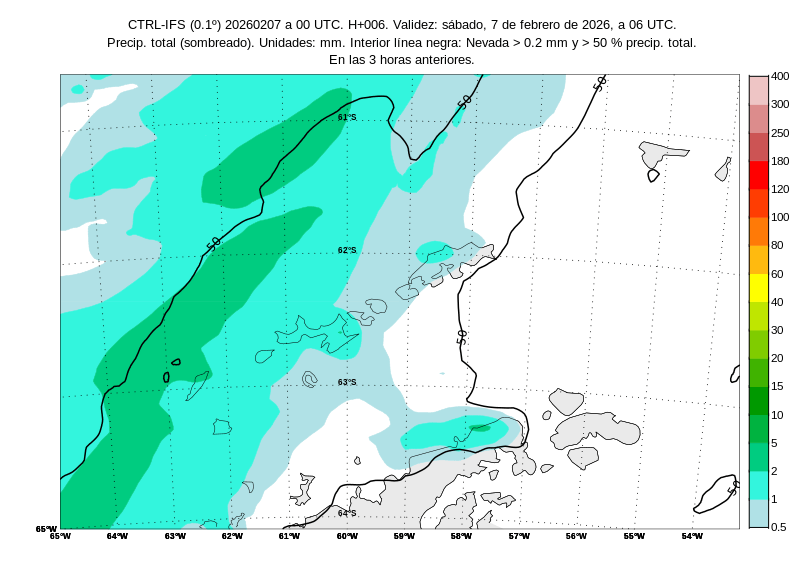 CTRL-IFS (0.1º) 20260207 a 00 UTC. H+006. Validez: sábado, 7 de febrero de 2026, a 06 UTC.
Precip. total (sombreado). Unidades: mm. Interior línea negra: Nevada > 0.2 mm y > 50 % precip. total.
En las 3 horas anteriores.
400
300
250
180
120
100
80
60
40
30
20
15
10
5
2
1
0.5
50
50
50
50
50
0
61°S
62°S
63°S
64°S
65°W
65°W
64°W
63°W
62°W
61°W
60°W
59°W
58°W
57°W
56°W
55°W
54°W